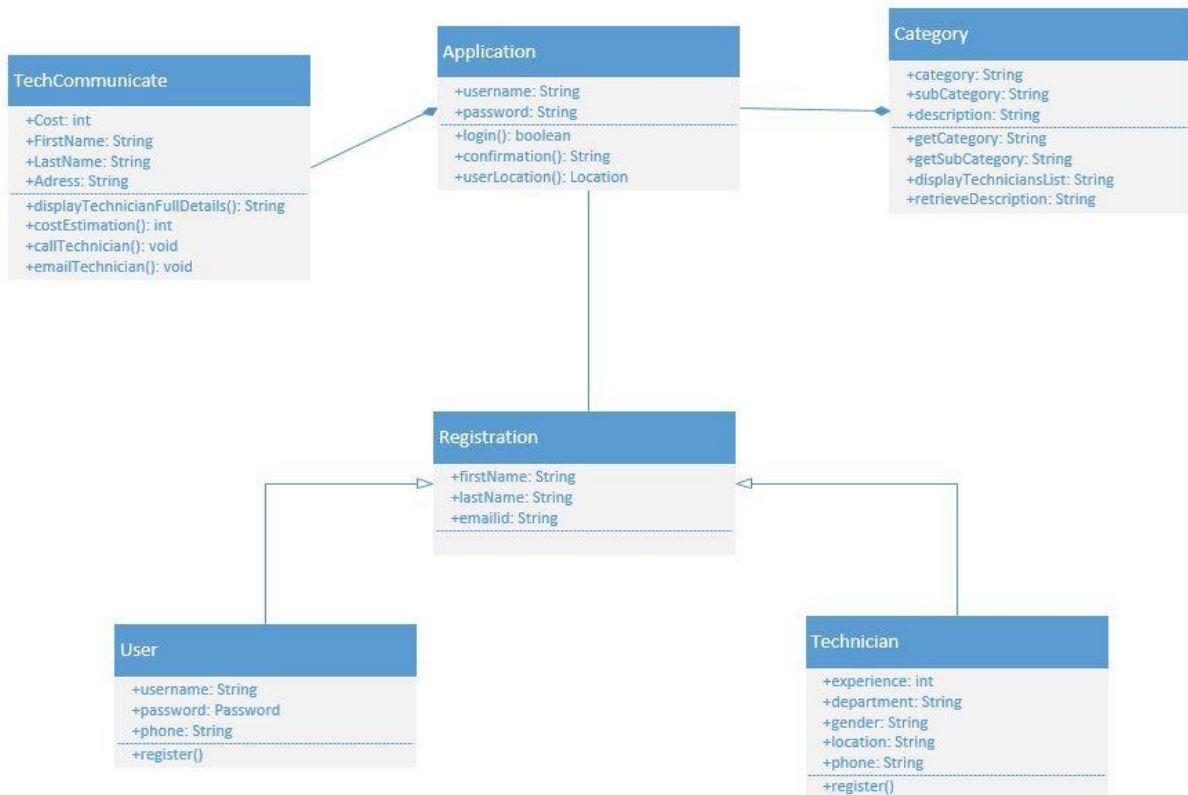 TechCommunicate
+Cost: int
+FirstName: String
+LastName: String
+Adress: String
+displayTechnicianFullDetails(): String
+costEstimation(): int
+callTechnician(): void
+emailTechnician(): void
Application
+username: String
+password: String
+login(): boolean
+confirmation(): String
+userLocation(): Location
Category
+category: String
+subCategory: String
+description: String
+getCategory: String
+getSubCategory: String
+displayTechniciansList: String
+retrieveDescription: String
Registration
+firstName: String
+lastName: String
+emailid: String
User
+username: String
+password: Password
+phone: String
+register()
Technician
+experience: int
+department: String
+gender: String
+location: String
+phone: String
+register()